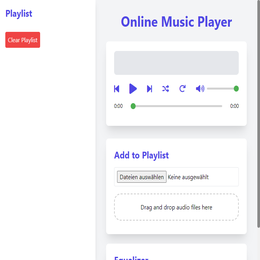 Playlist
Clear Playlist
Online Music Player
0:00
0:00
Add to Playlist
Dateien auswählen Keine ausgewählt
Drag and drop audio files here
Equalizer